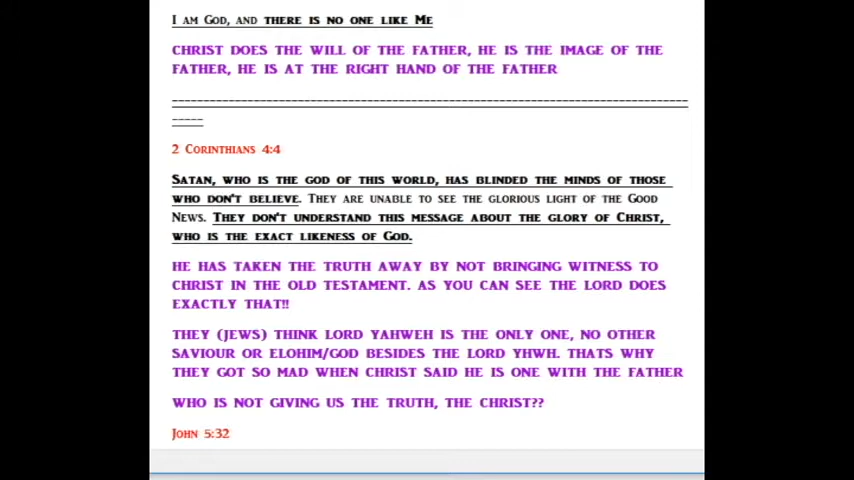 I am God, and there is no one like Me
CHRIST DOES THE WILL OF THE FATHER, HE IS THE IMAGE OF THE
FATHER, HE IS AT THE RIGHT HAND OF THE FATHER
--------------------------------------------------------------------------------------
-----
2 Corinthians 4:4
Satan, who is the god of this world, has blinded the minds of those
who don't believe. They are unable to see the glorious light of the Good
News. They don't understand this message about the glory of Christ,
who is the exact likeness of God.
HE HAS TAKEN THE TRUTH AWAY BY NOT BRINGING WITNESS TO
CHRIST IN THE OLD TESTAMENT. AS YOU CAN SEE THE LORD DOES
EXACTLY THAT!!
THEY (JEWS) THINK LORD YAHWEH IS THE ONLY ONE, NO OTHER
SAVIOUR OR ELOHIM/GOD BESIDES THE LORD YHWH. THATS WHY
THEY GOT SO MAD WHEN CHRIST SAID HE IS ONE WITH THE FATHER
WHO IS NOT GIVING US THE TRUTH, THE CHRIST??
John 5:32